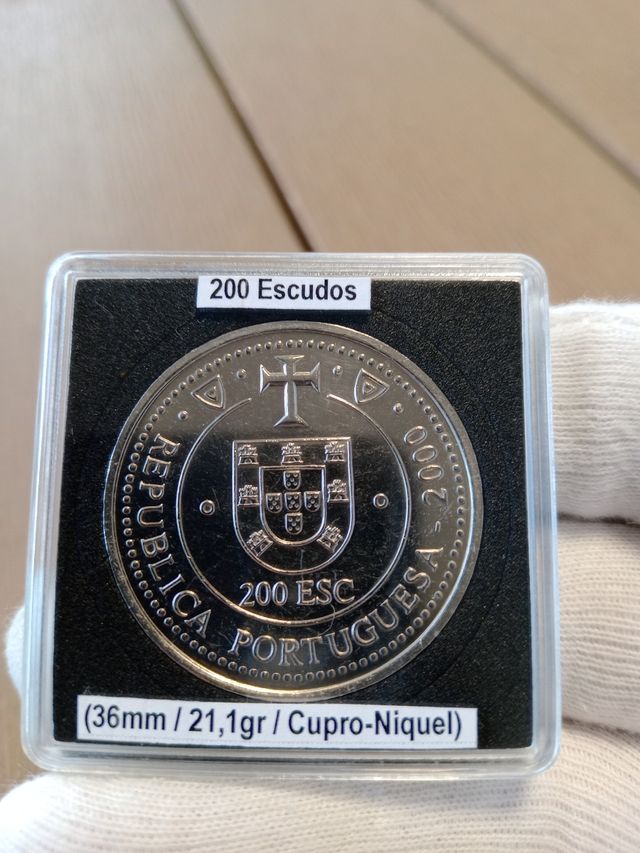 200 Escudos
REPUBLICA PORTUGUESA - 2000
200 ESC
(36mm / 21,1gr / Cupro-Niquel)